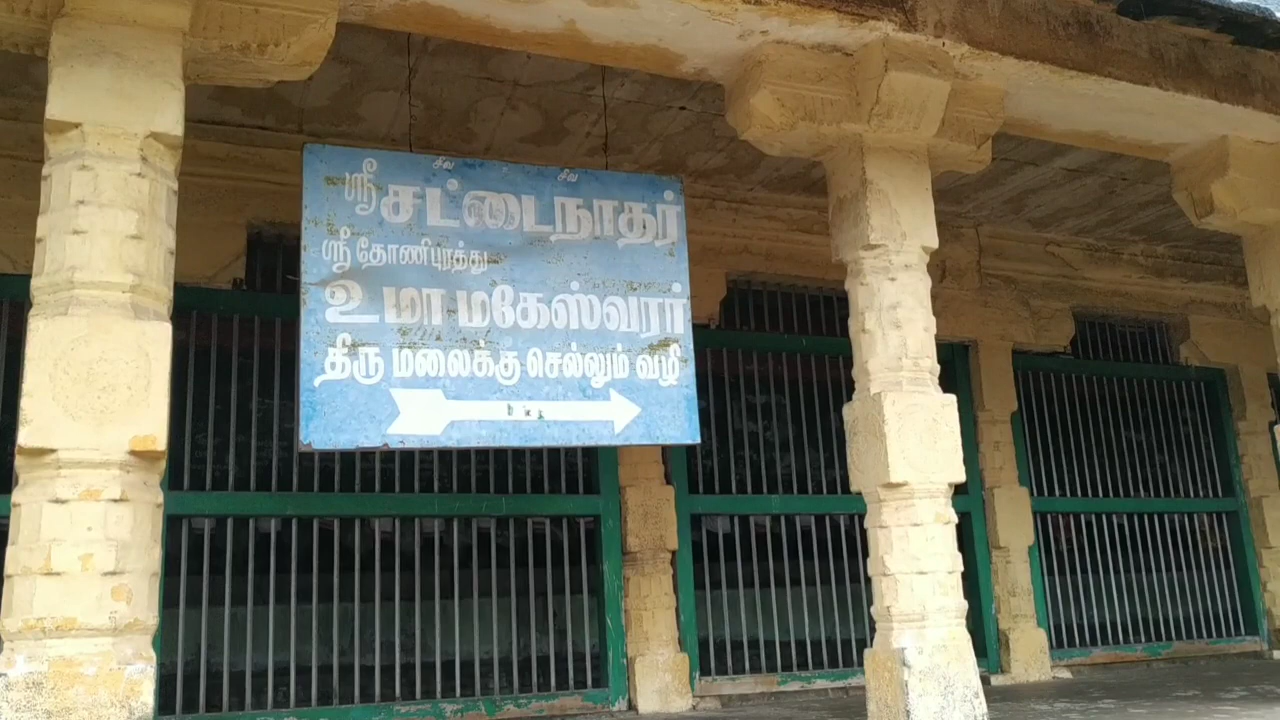 சிவ சிவ
ஸ்ரீ சட்டைநாதர்
ஸ்ரீ தோணிபுரத்து
உமா மகேஸ்வரர்
திரு மலைக்கு செல்லும் வழி